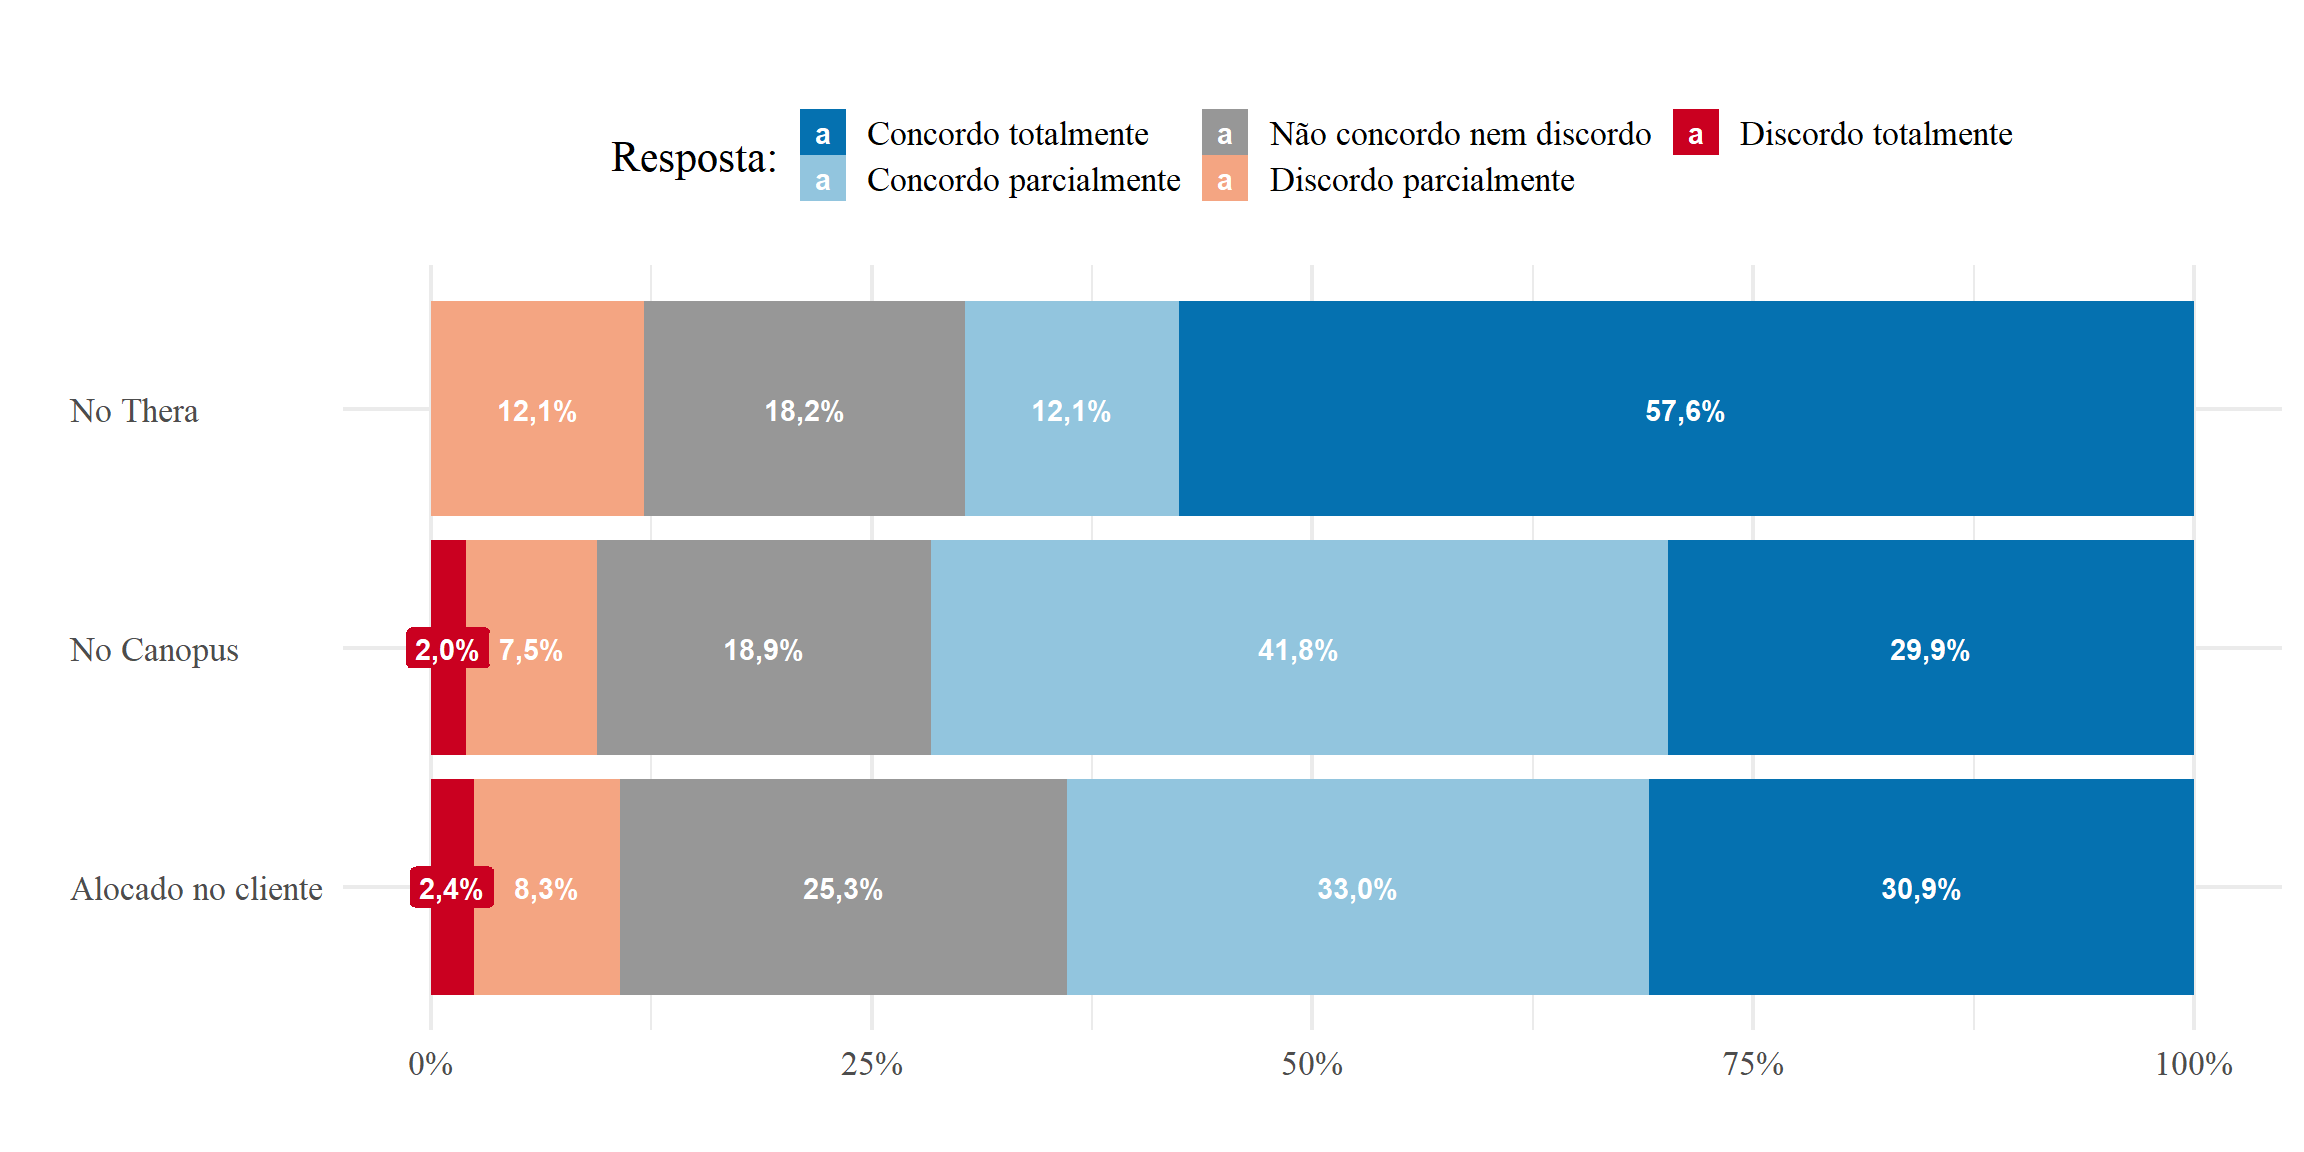 Resposta:
a Concordo totalmente
a Concordo parcialmente
a Não concordo nem discordo
a Discordo parcialmente
a Discordo totalmente
No Thera
12,1% 18,2% 12,1% 57,6%
No Canopus
2,0% 7,5% 18,9% 41,8% 29,9%
Alocado no cliente
2,4% 8,3% 25,3% 33,0% 30,9%
0% 25% 50% 75% 100%